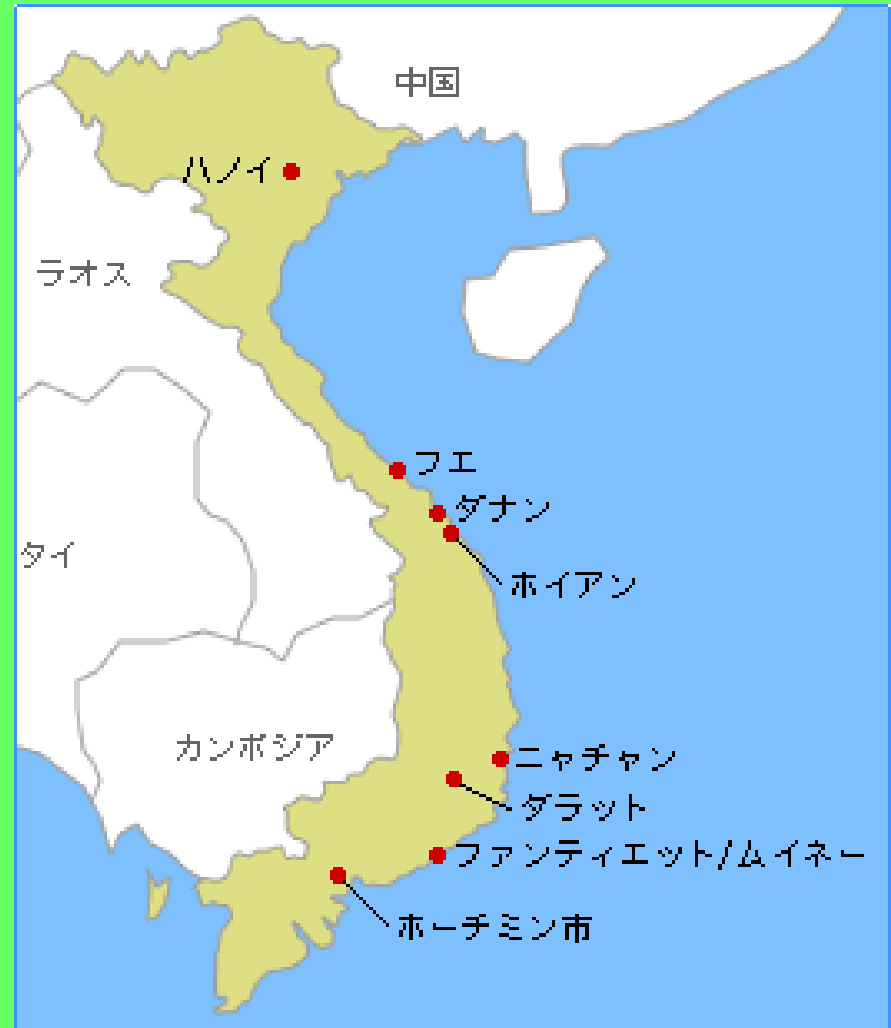 中国
ハノイ
ラオス
フエ
ダナン
タイ
ホイアン
カンボジア
ニャチャン
ダラット
ファンティエット/ムイネー
ホーチミン市